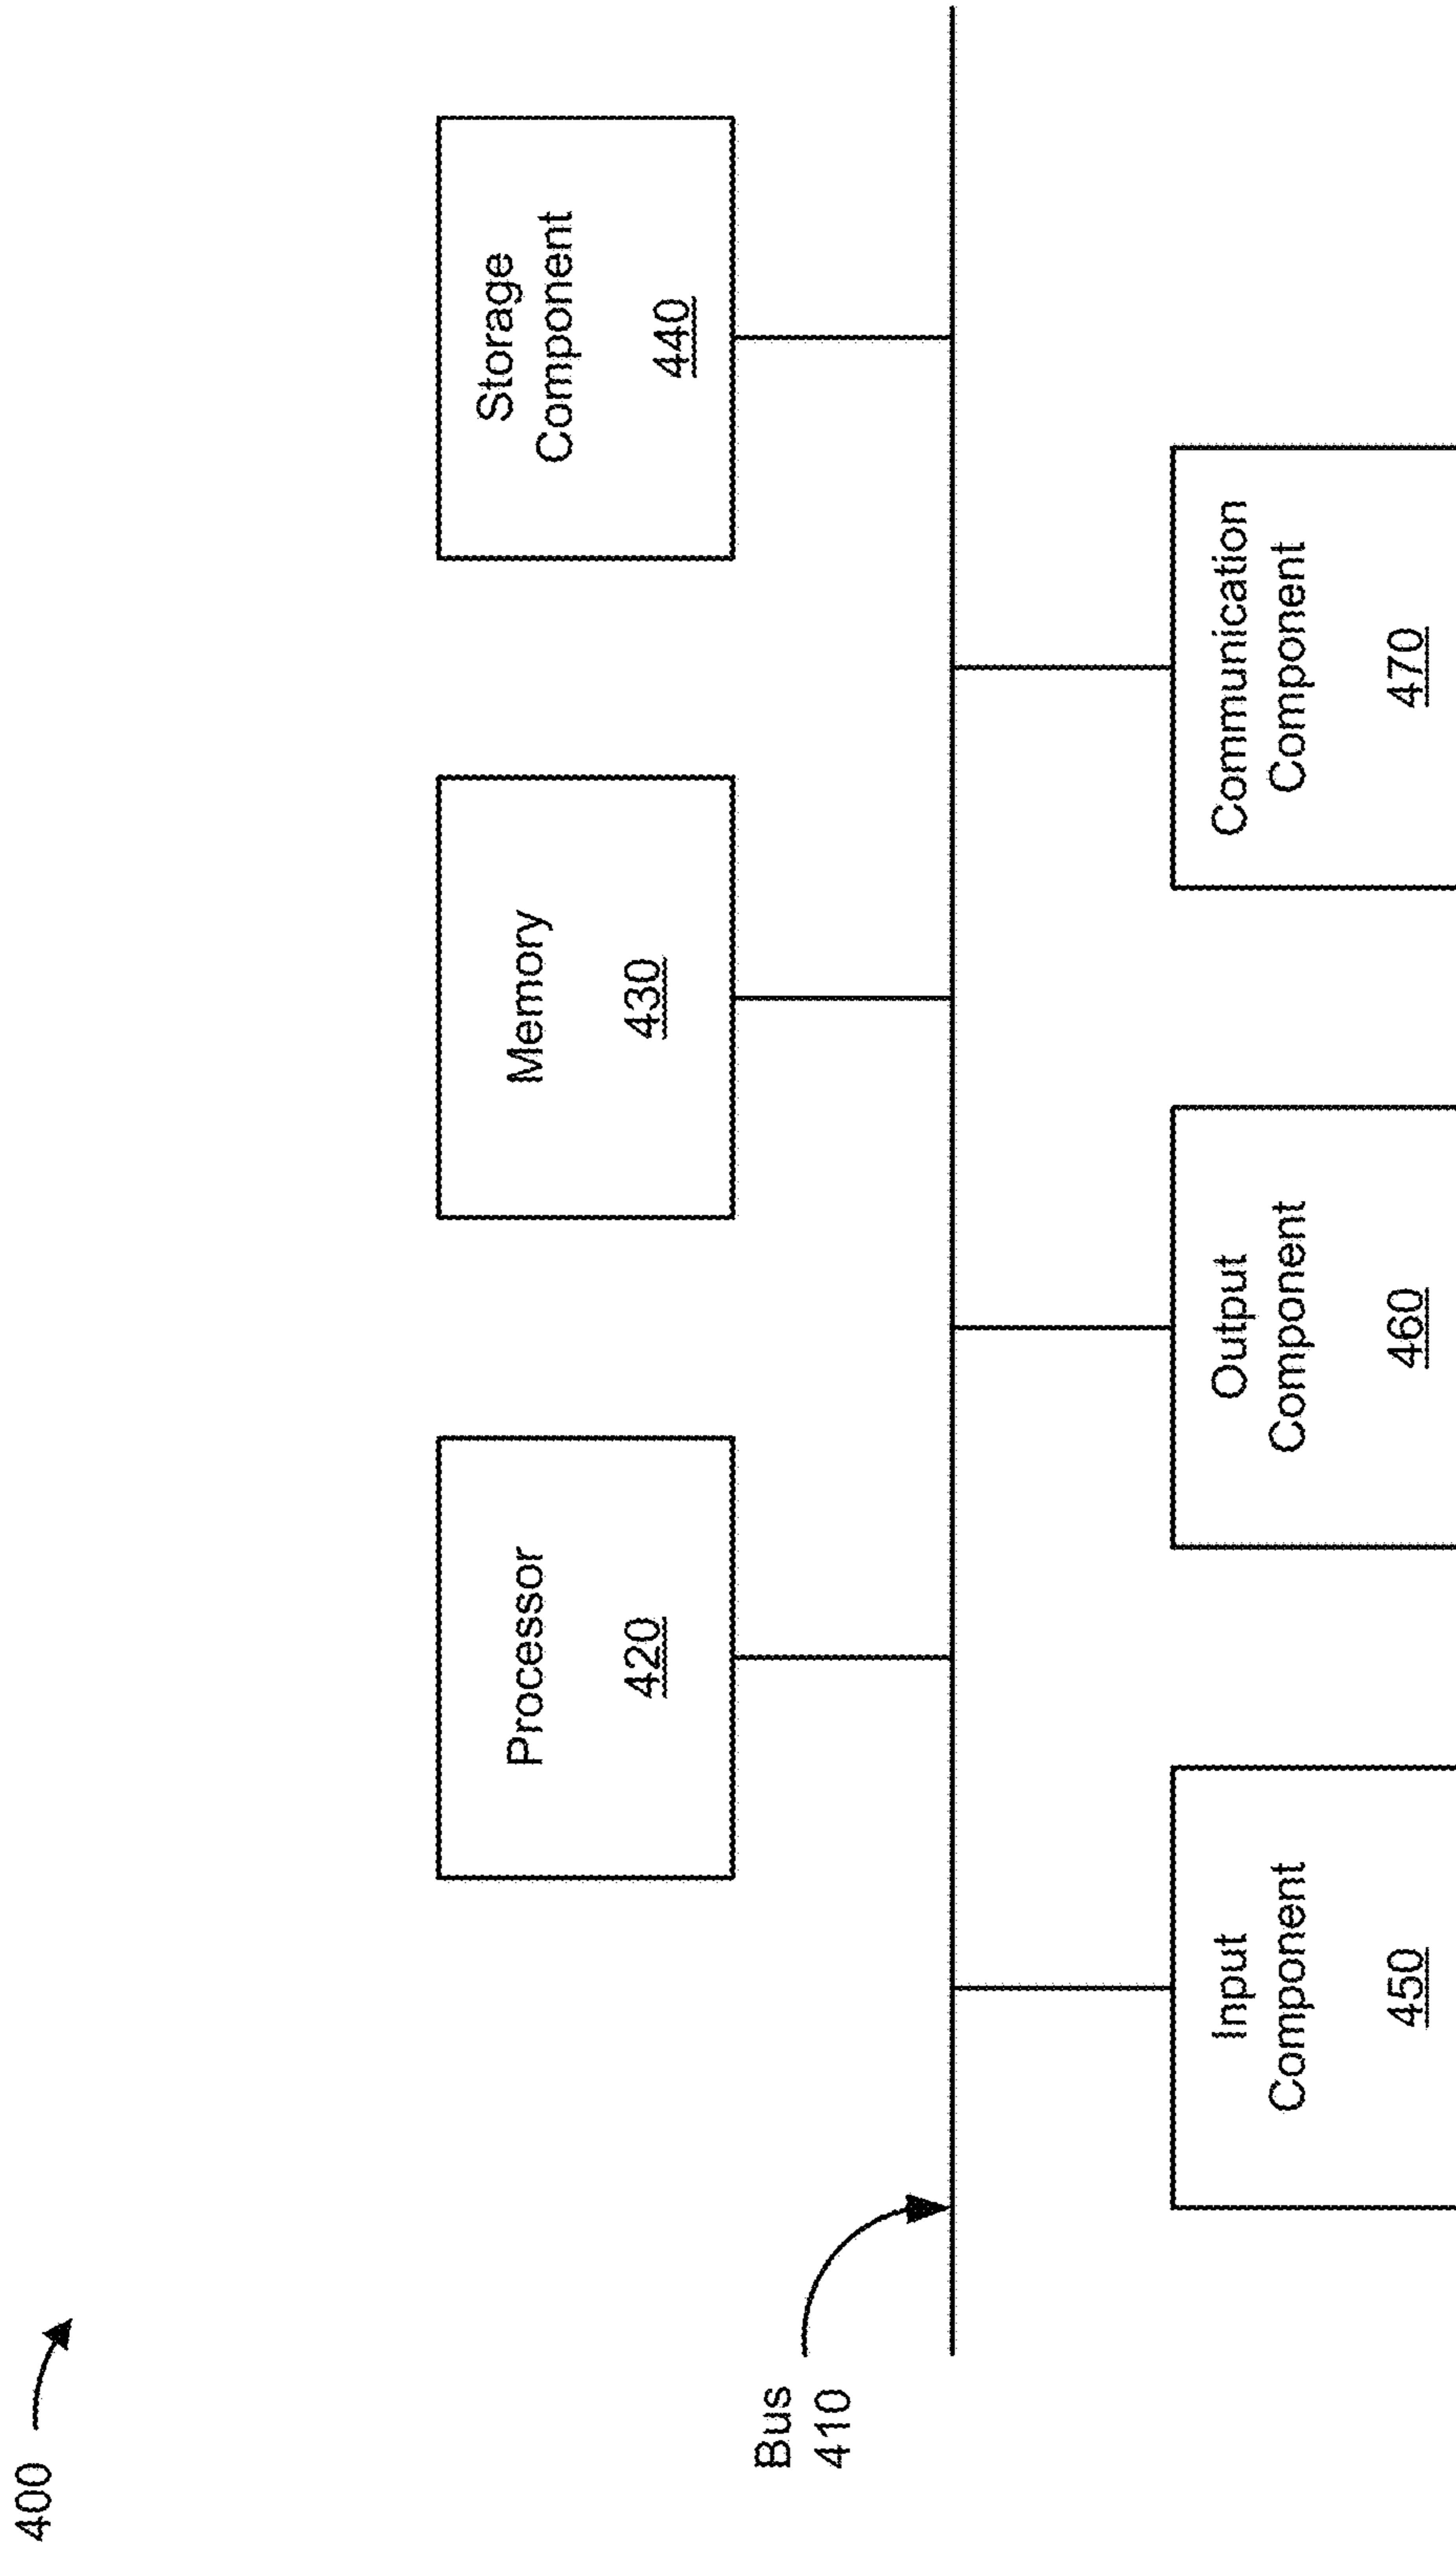 400
Bus
410
Processor
420
Memory
430
Storage
Component
440
Input
Component
450
Output
Component
460
Communication
Component
470